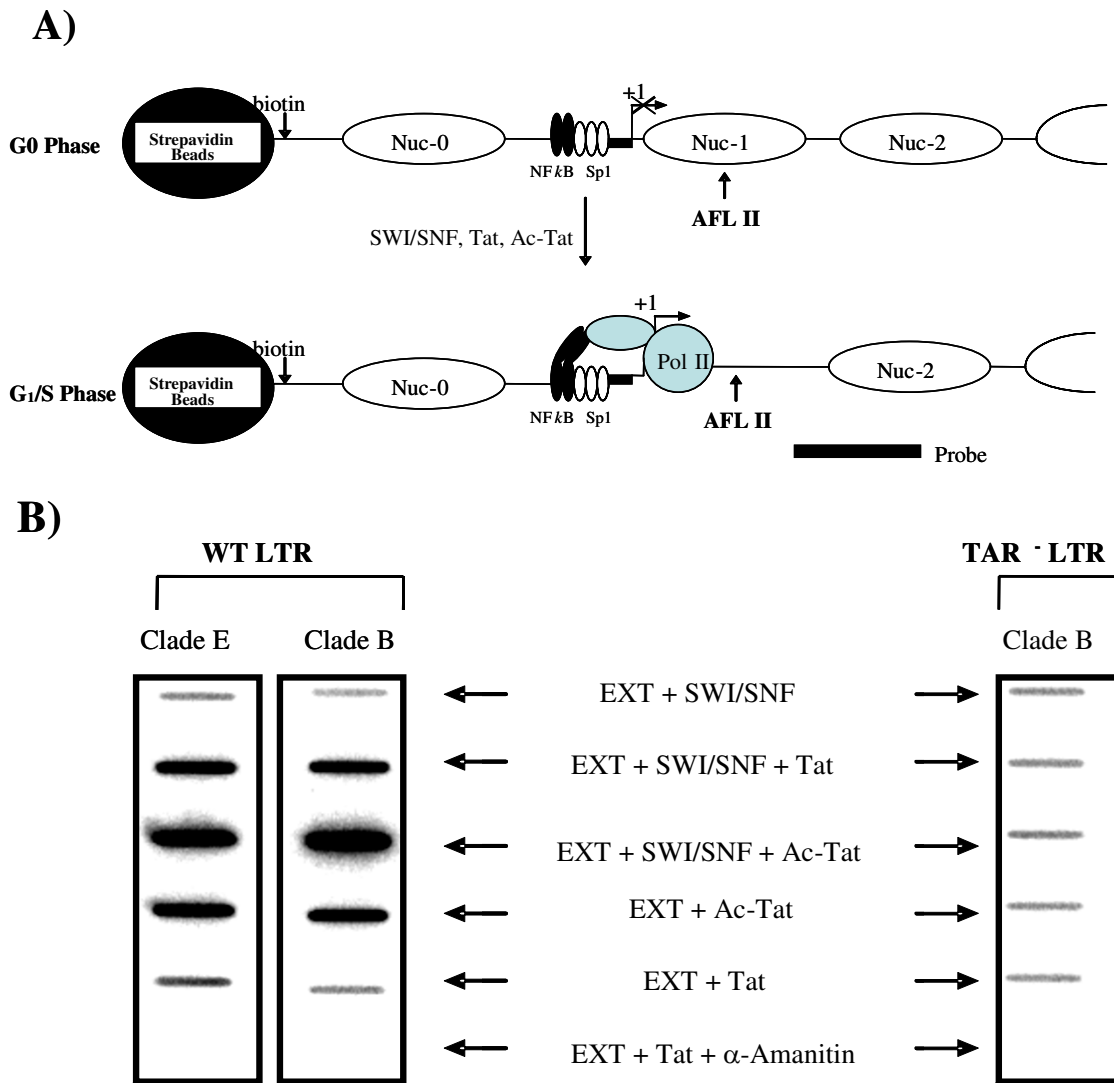 A)
biotin
+1
G0 Phase
Strepavidin
Beads
Nuc-0
Nuc-1
Nuc-2
NFkB
Sp1
AFL II
SWI/SNF, Tat, Ac-Tat
+1
biotin
G1/S Phase
Strepavidin
Beads
Nuc-0
Pol II
Nuc-2
NFkB
Sp1
AFL II
Probe
B)
WT LTR
TAR - LTR
Clade E
Clade B
Clade B
EXT + SWI/SNF
EXT + SWI/SNF + Tat
EXT + SWI/SNF + Ac-Tat
EXT + Ac-Tat
EXT + Tat
EXT + Tat + α-Amanitin